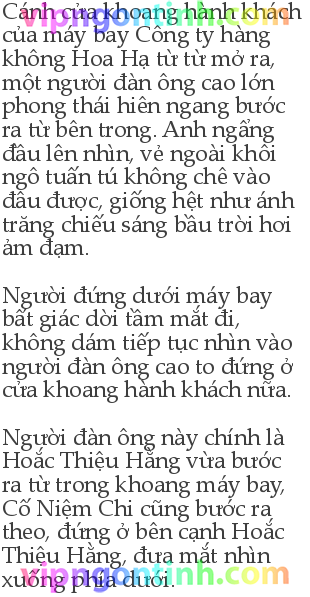 Cánh cửa khoang hành khách
vipngontinh.com
của máy bay Công ty hàng
không Hoa Hạ từ từ mở ra,
một người đàn ông cao lớn
phong thái hiên ngang bước
ra từ bên trong. Anh ngẩng
đầu lên nhìn, vẻ ngoài khôi
ngô tuấn tú không chê vào
đâu được, giống hệt như ánh
trăng chiếu sáng bầu trời hơi
ảm đạm.

Người đứng dưới máy bay
bất giác dời tầm mắt đi,
không dám tiếp tục nhìn vào
người đàn ông cao to đứng ở
cửa khoang hành khách nữa.

Người đàn ông này chính là
Hoắc Thiệu Hằng vừa bước
ra từ trong khoang máy bay,
Cố Niệm Chi cũng bước ra
theo, đứng ở bên cạnh Hoắc
Thiệu Hằng, đưa mắt nhìn
xuống phía dưới.
vipngontinh.com